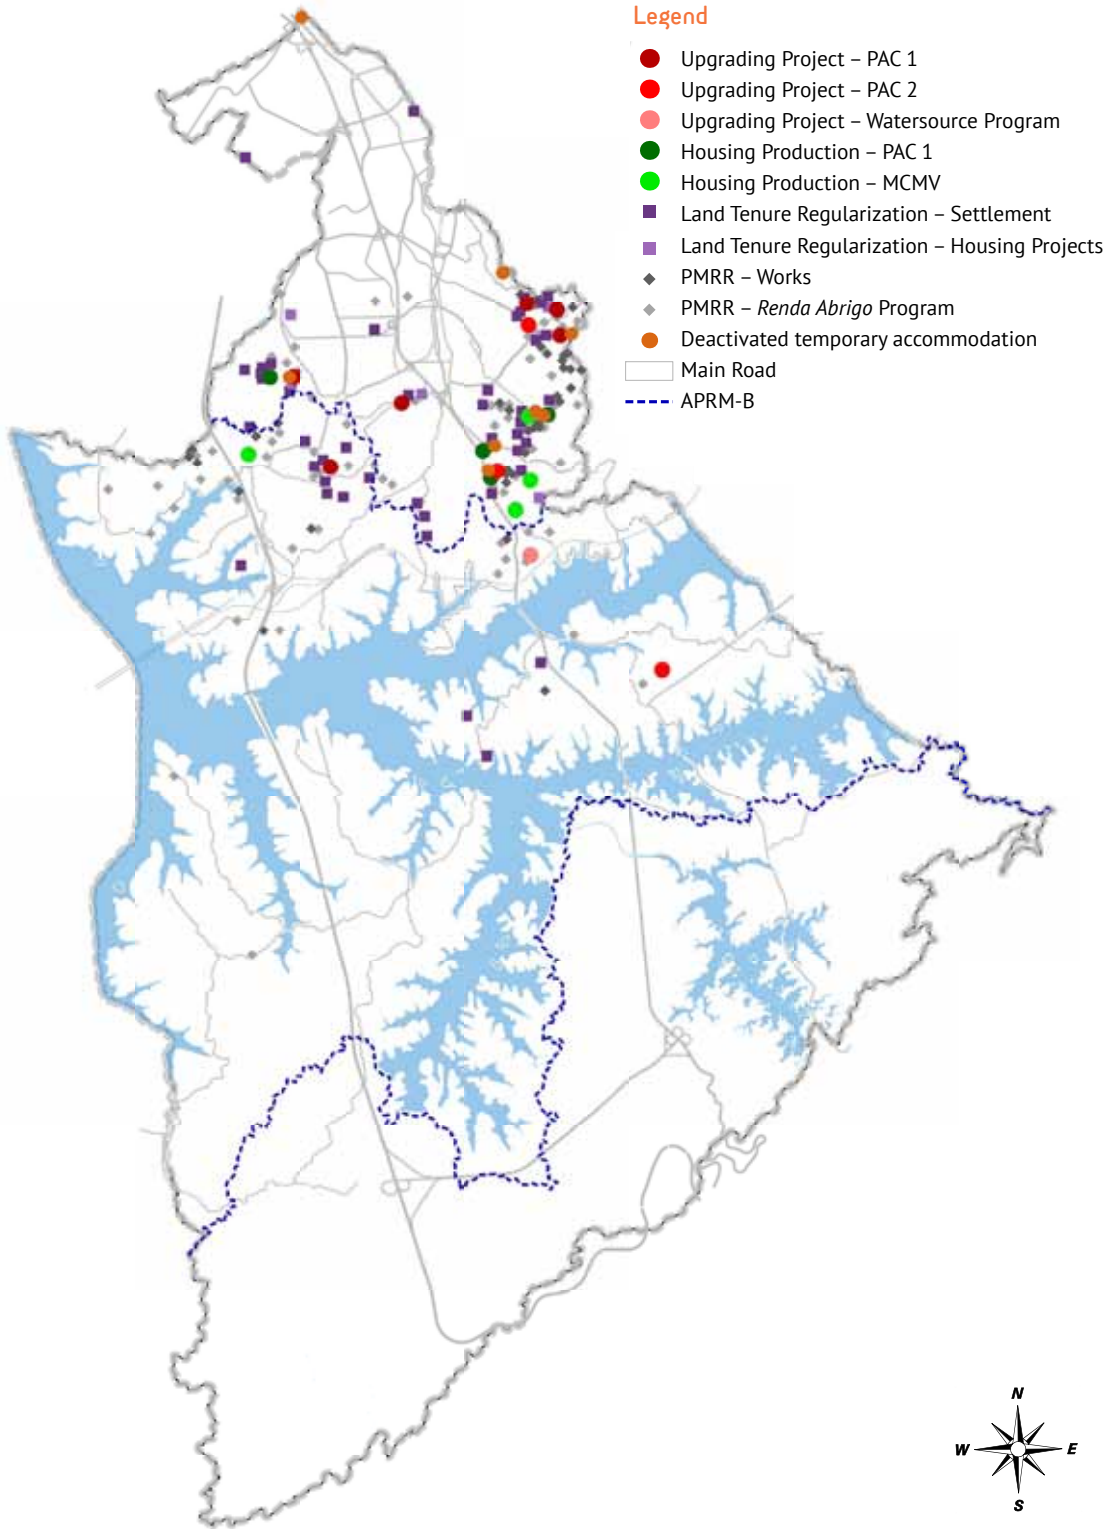 Legend
Upgrading Project – PAC 1
Upgrading Project – PAC 2
Upgrading Project – Watersource Program
Housing Production – PAC 1
Housing Production – MCMV
Land Tenure Regularization – Settlement
Land Tenure Regularization – Housing Projects
PMRR – Works
PMRR – Renda Abrigo Program
Deactivated temporary accommodation
Main Road
APRM-B
N
W E
S